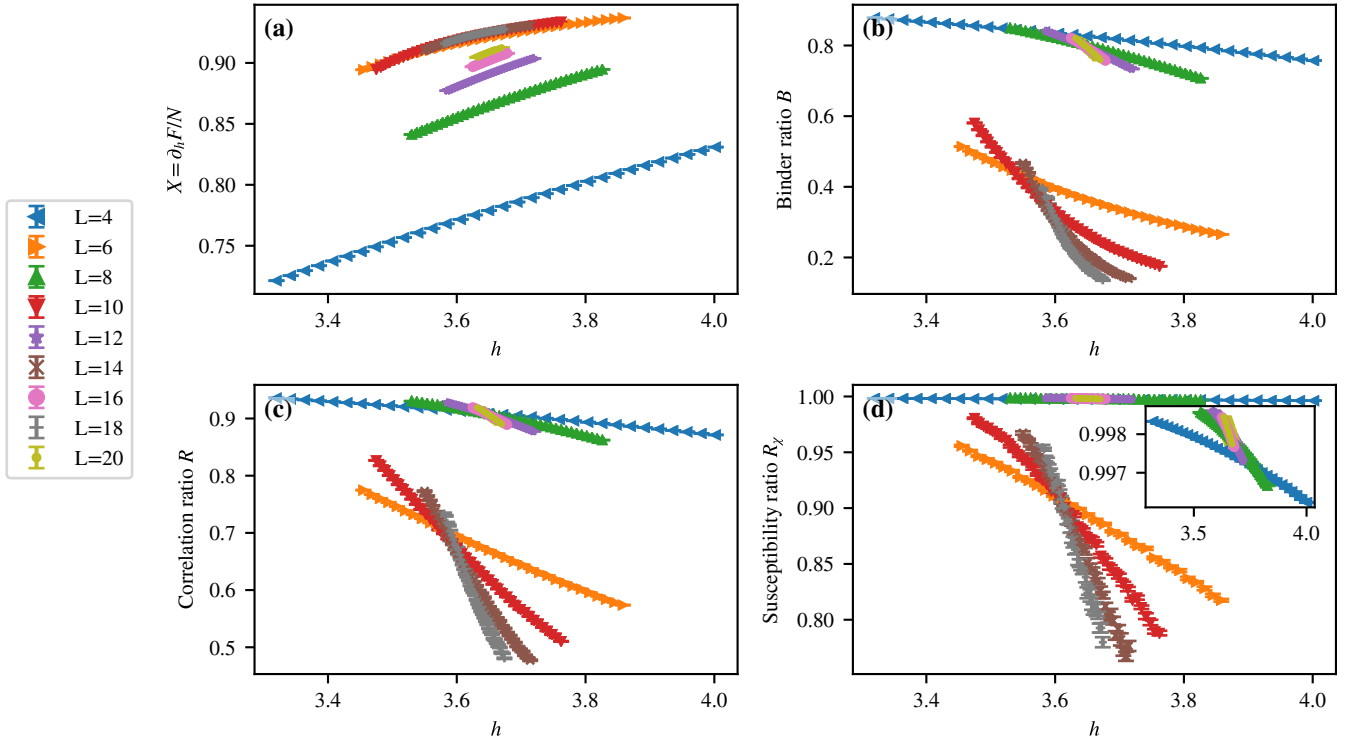 L=4
L=6
L=8
L=10
L=12
L=14
L=16
L=18
L=20
(a)
X = ∂hF/N
0.90
0.85
0.80
0.75
3.4 3.6 3.8 4.0
h
(b)
Binder ratio B
0.8
0.6
0.4
0.2
3.4 3.6 3.8 4.0
h
(c)
Correlation ratio R
0.9
0.8
0.7
0.6
0.5
3.4 3.6 3.8 4.0
h
(d)
Susceptibility ratio Rχ
1.00
0.95
0.90
0.85
0.80
0.998
0.997
3.5 4.0
3.4 3.6 3.8 4.0
h